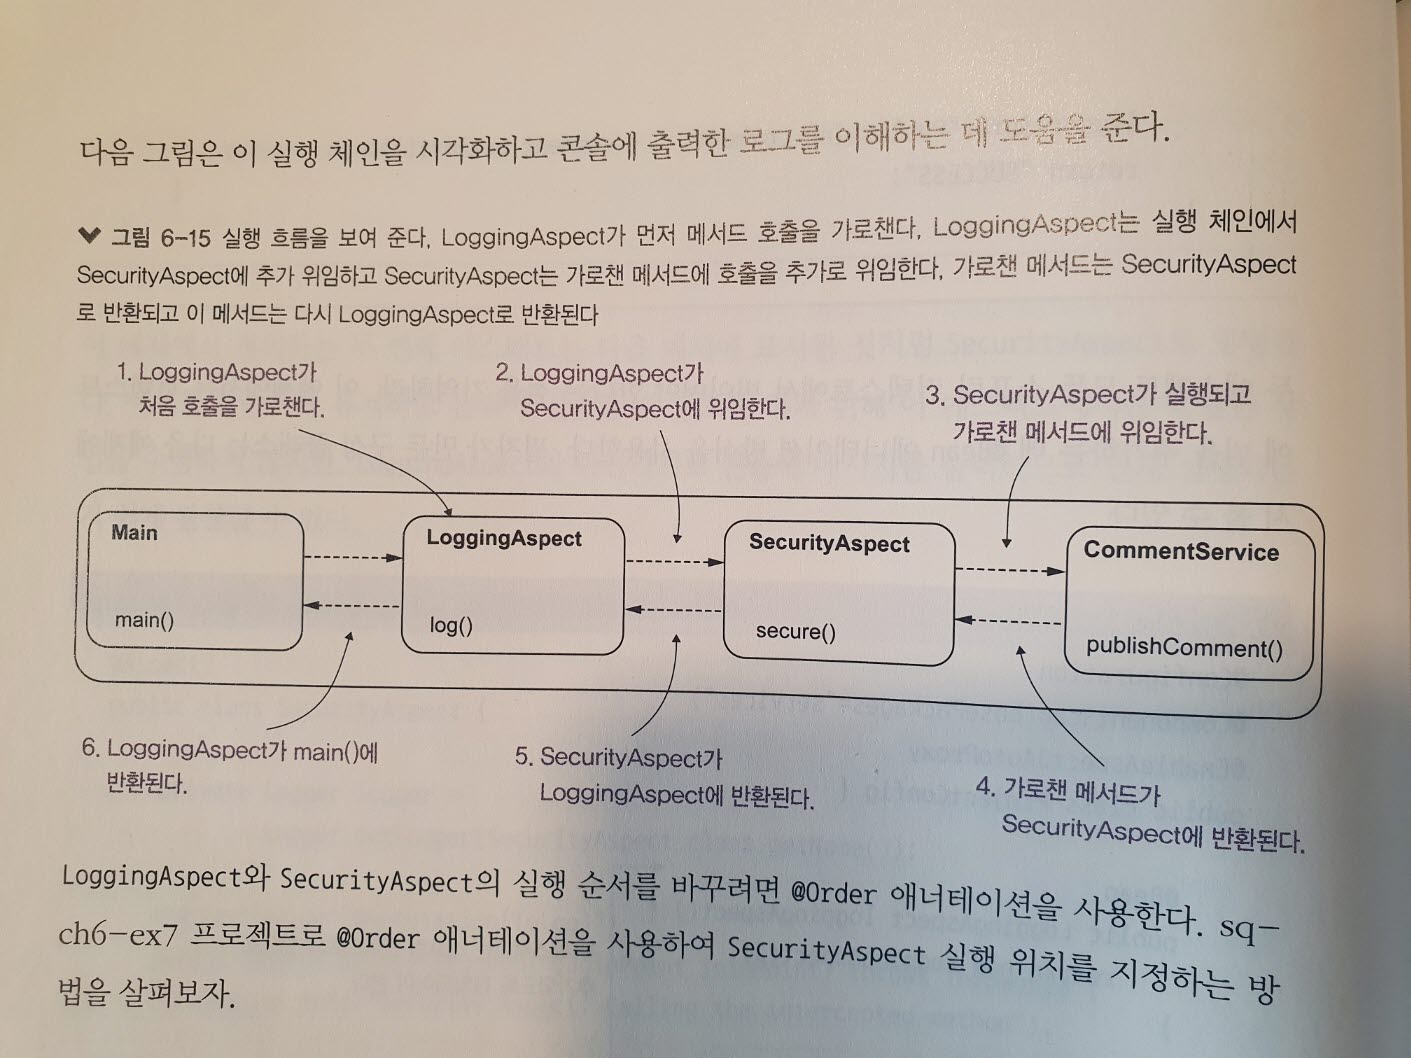 다음 그림은 이 실행 체인을 시각화하고 콘솔에 출력한 로그를 이해하는 데 도움을 준다.
그림 6-15 실행 흐름을 보여 준다, LoggingAspect가 먼저 메서드 호출을 가로챈다, LoggingAspect는 실행 체인에서
SecurityAspect에 추가 위임하고 SecurityAspect는 가로챈 메서드에 호출을 추가로 위임한다, 가로챈 메서드는 SecurityAspect
로 반환되고 이 메서드는 다시 LoggingAspect로 반환된다
1. LoggingAspect가
처음 호출을 가로챈다.
2. LoggingAspect가
SecurityAspect에 위임한다.
3. SecurityAspect가 실행되고
가로챈 메서드에 위임한다.
Main
main()
LoggingAspect
log()
SecurityAspect
secure()
CommentService
publishComment()
6. LoggingAspect가 main()에
반환된다.
5. SecurityAspect가
LoggingAspect에 반환된다.
4. 가로챈 메서드가
SecurityAspect에 반환된다.
LoggingAspect와 SecurityAspect의 실행 순서를 바꾸려면 @Order 애너테이션을 사용한다. sq-
ch6-ex7 프로젝트로 @Order 애너테이션을 사용하여 SecurityAspect 실행 위치를 지정하는 방
법을 살펴보자.